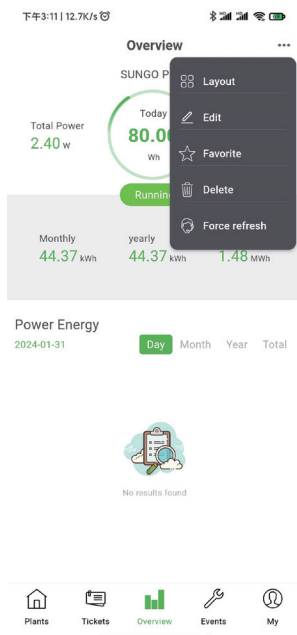 下午3:11 | 12.7K/s
Overview
SUNGO P
Layout
Edit
Favorite
Delete
Force refresh
Total Power
2.40 w
Today
80.00
Wh
Running
Monthly
44.37 kWh
yearly
44.37 kWh
1.48 MWh
Power Energy
2024-01-31
Day Month Year Total
No results found
Plants Tickets Overview Events My